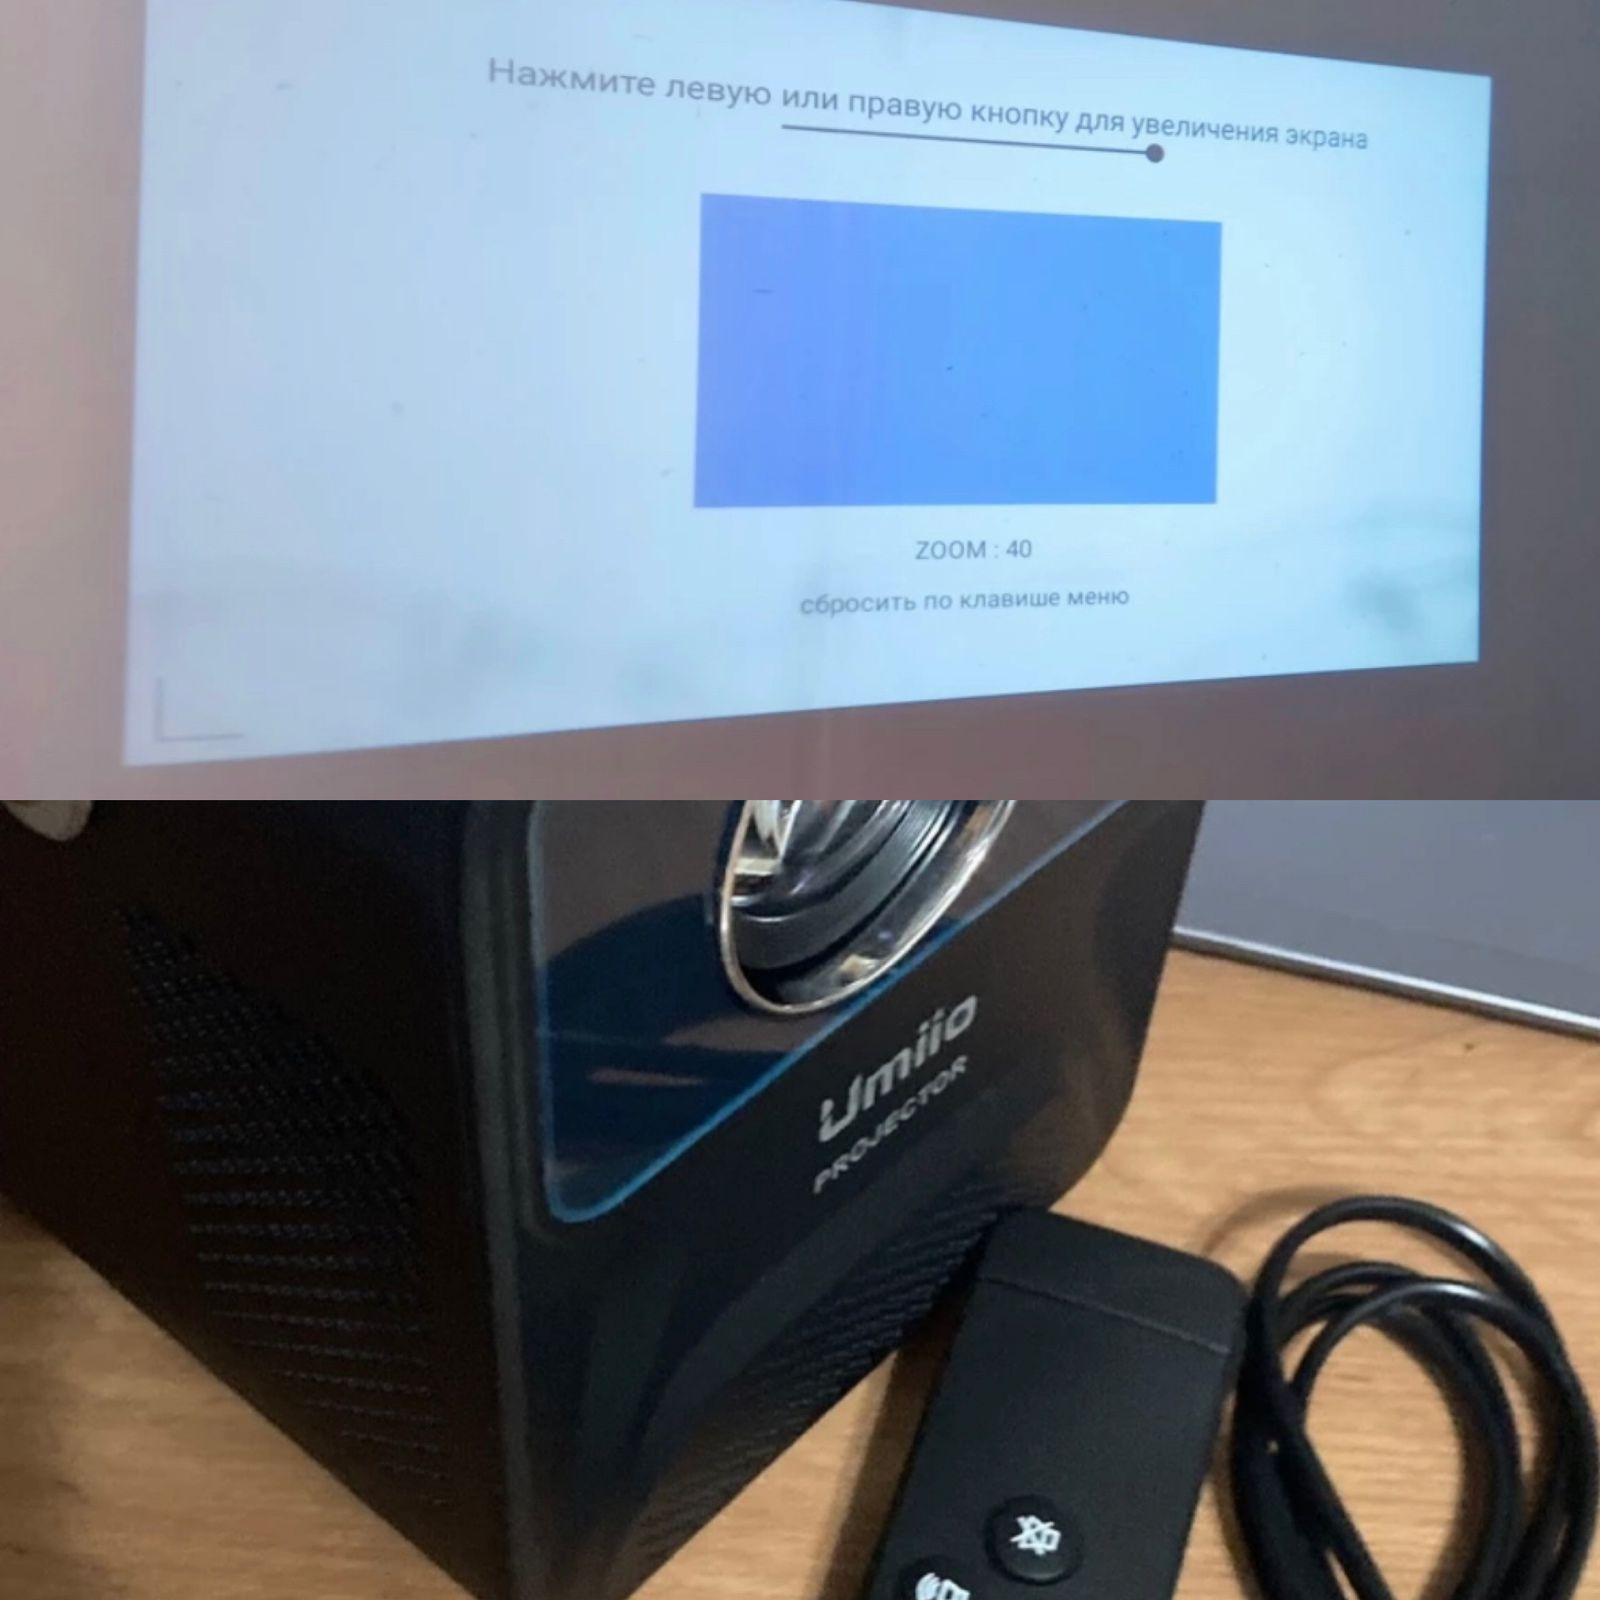 Нажмите левую или правую кнопку для увеличения экрана
ZOOM : 40
сбросить по клавише меню
Umiio
PROJECTOR